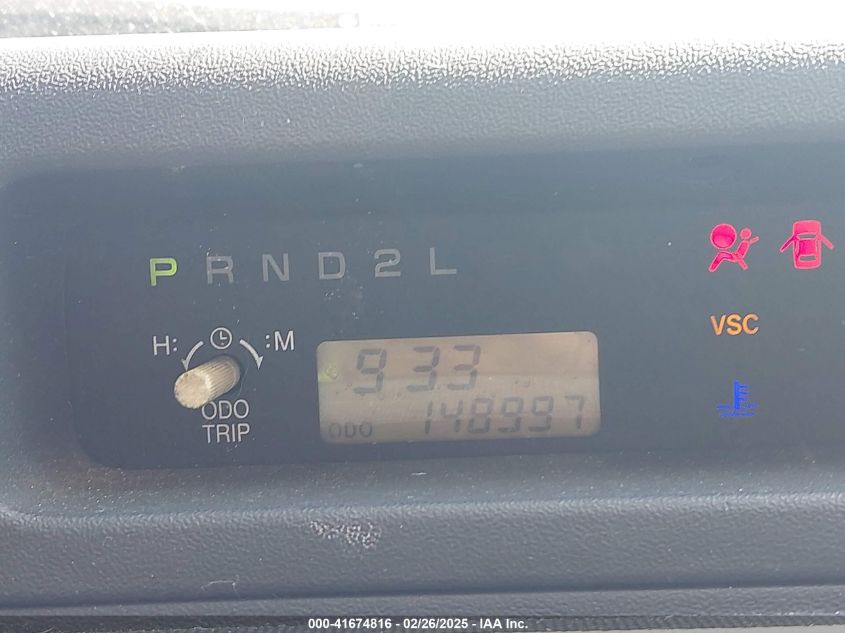 P R N D 2 L
H: :M
VSC
9 33
ODO
TRIP
ODO 148997
000-41674816 - 02/26/2025 - IAA Inc.